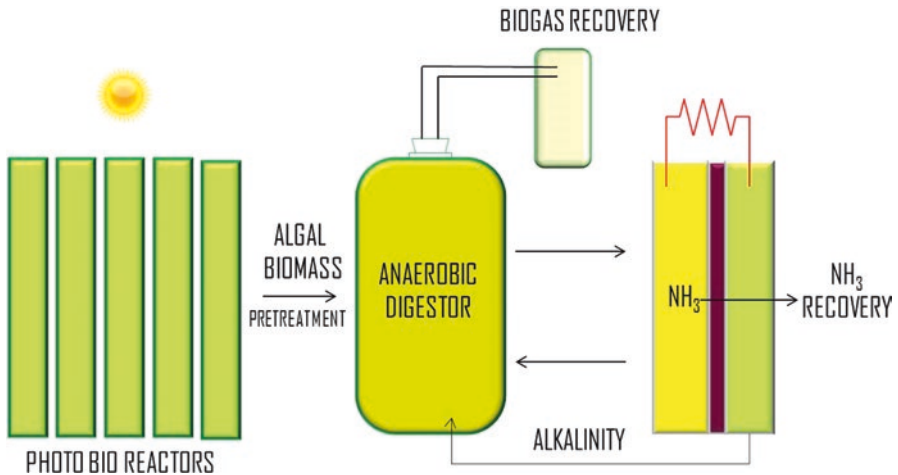 BIOGAS RECOVERY
ALGAL
BIOMASS
PRETREATMENT
ANAEROBIC
DIGESTOR
NH₃
NH₃
RECOVERY
ALKALINITY
PHOTO BIO REACTORS